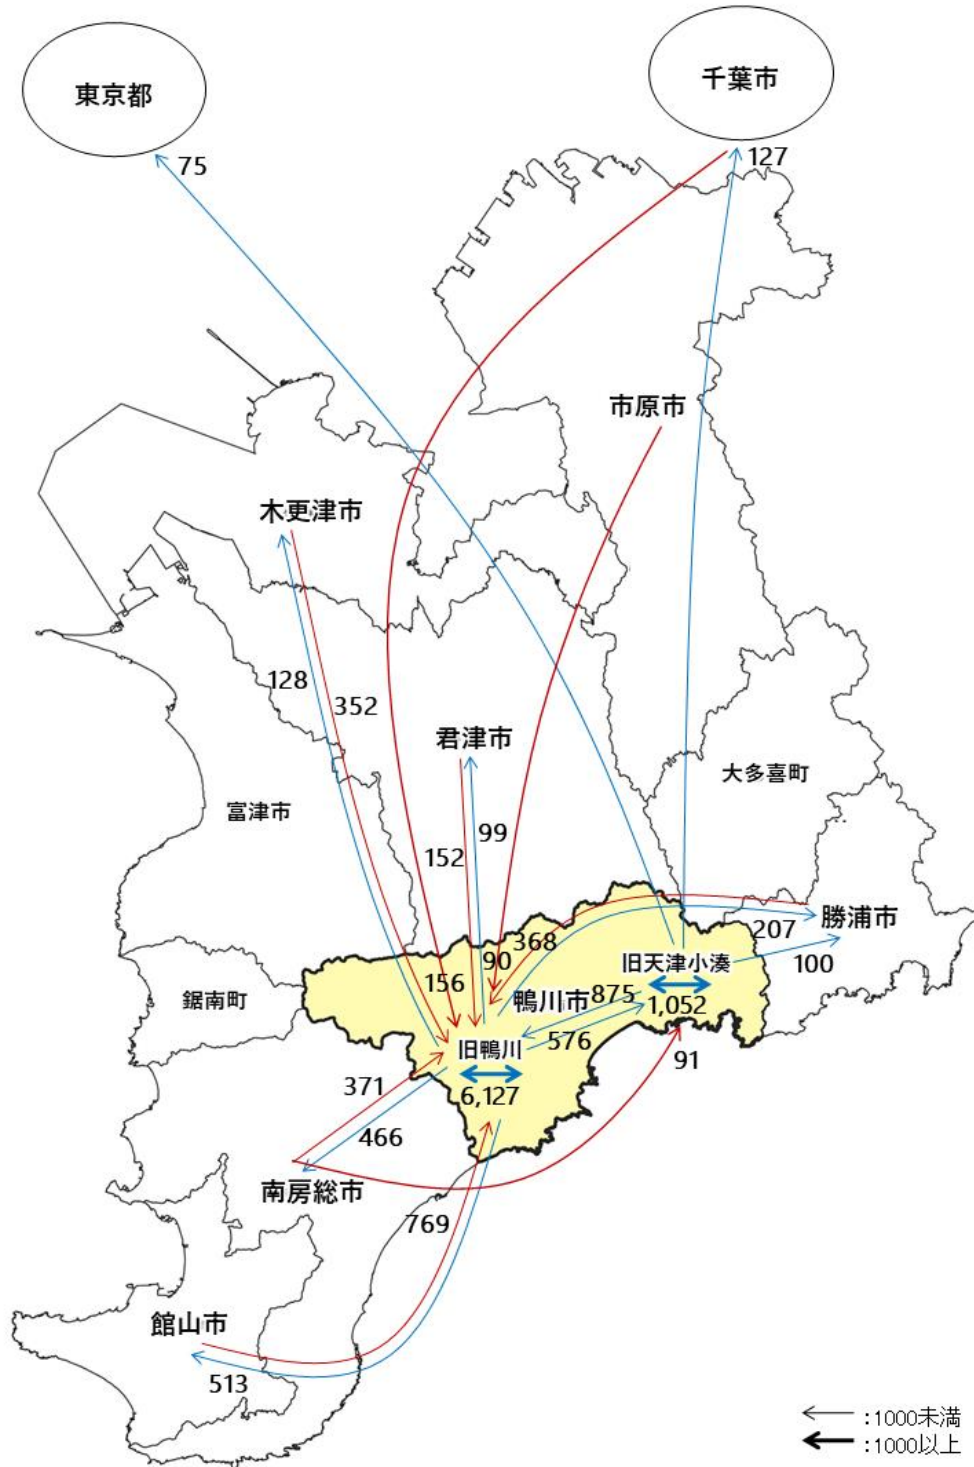 東京都
千葉市
75
127
市原市
木更津市
128
352
君津市
大多喜町
富津市
99
152
勝浦市
368
207
90
旧天津小湊
100
156
鋸南町
鴨川市
875
1,052
576
旧鴨川
91
371
6,127
466
南房総市
769
館山市
513
:1000未満
:1000以上